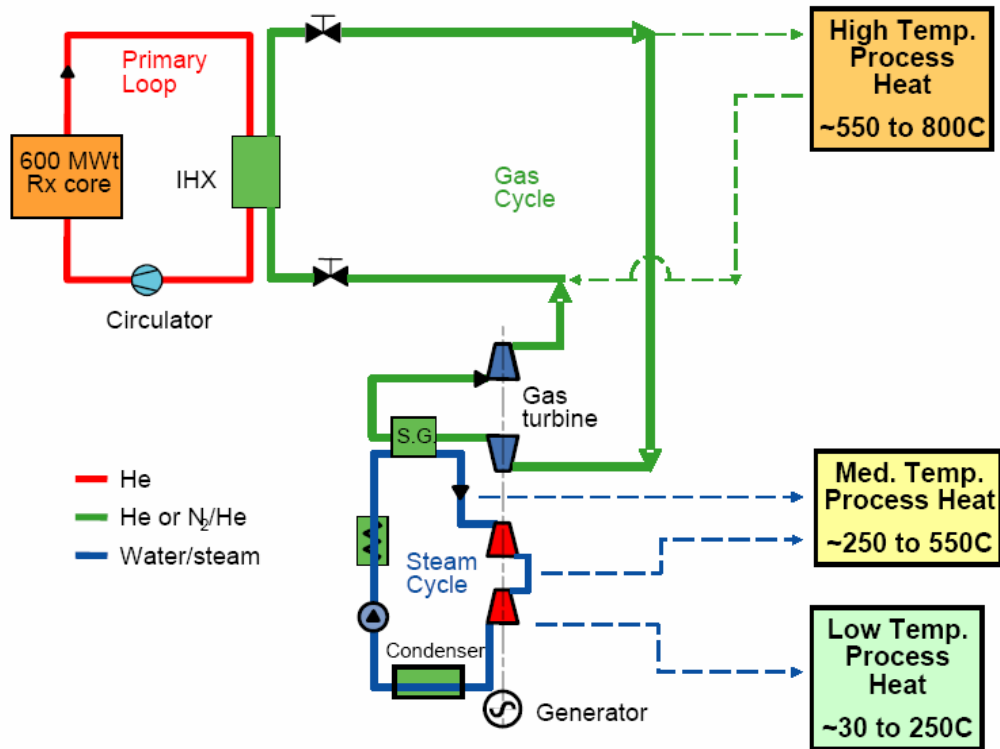 Primary
Loop
600 MWt
Rx core
IHX
Gas
Cycle
High Temp.
Process
Heat
~550 to 800C
Circulator
Gas
turbine
S.G.
He
He or N₂/He
Water/steam
Steam
Cycle
Med. Temp.
Process Heat
~250 to 550C
Condenser
Generator
Low Temp.
Process
Heat
~30 to 250C